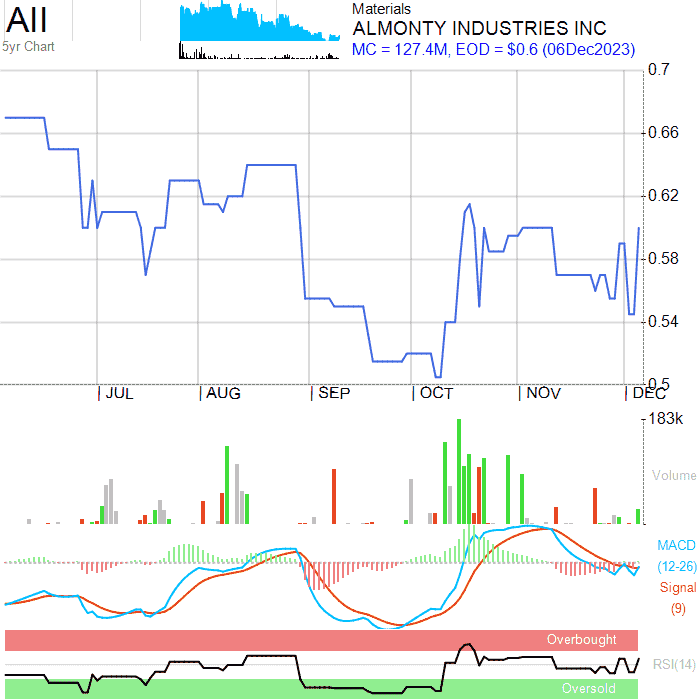 AII
5yr Chart
Materials
ALMONTY INDUSTRIES INC
MC = 127.4M, EOD = $0.6 (06Dec2023)
0.7
0.66
0.62
0.58
0.54
0.5
JUL
AUG
SEP
OCT
NOV
DEC
183k
Volume
MACD
(12-26)
Signal
(9)
Overbought
RSI(14)
Oversold